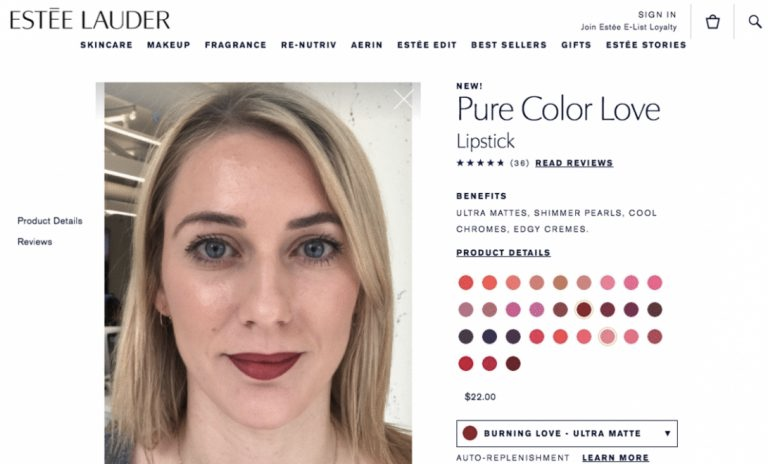 ESTĒE LAUDER
SIGN IN
Join Estée E-List Loyalty
SKINCARE MAKEUP FRAGRANCE RE-NUTRIV AERIN ESTÉE EDIT BEST SELLERS GIFTS ESTÉE STORIES
Product Details
Reviews
NEW!
Pure Color Love
Lipstick
★★★★★ (36) READ REVIEWS
BENEFITS
ULTRA MATTES, SHIMMER PEARLS, COOL
CHROMES, EDGY CREMES.
PRODUCT DETAILS
$22.00
BURNING LOVE - ULTRA MATTE
AUTO-REPLENISHMENT LEARN MORE